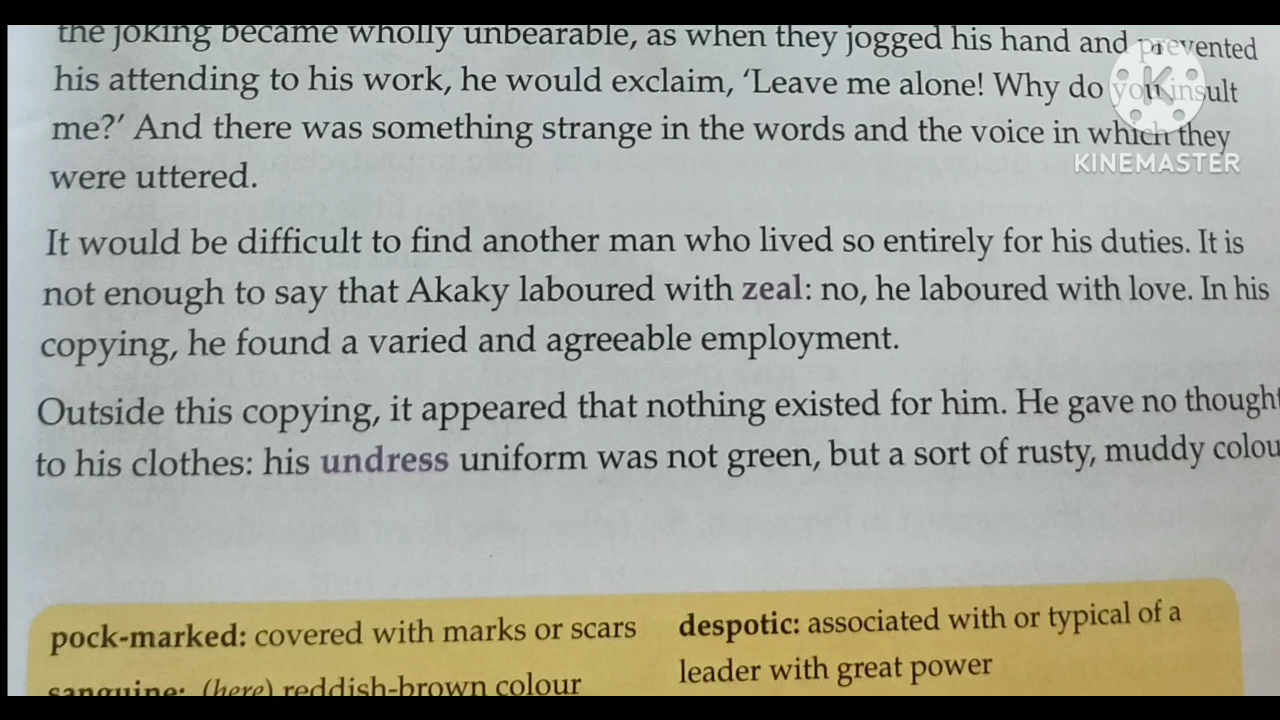 the joking became wholly unbearable, as when they jogged his hand and prevented
his attending to his work, he would exclaim, ‘Leave me alone! Why do you insult
me?’ And there was something strange in the words and the voice in which they
were uttered.
KINEMASTER
It would be difficult to find another man who lived so entirely for his duties. It is
not enough to say that Akaky laboured with zeal: no, he laboured with love. In his
copying, he found a varied and agreeable employment.
Outside this copying, it appeared that nothing existed for him. He gave no thought
to his clothes: his undress uniform was not green, but a sort of rusty, muddy colou
pock-marked: covered with marks or scars
sanguine: (here) reddish-brown colour
despotic: associated with or typical of a
leader with great power